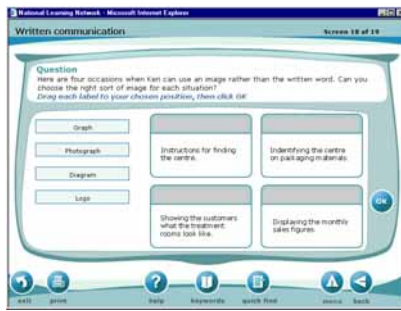 National Learning Network - Microsoft Internet Explorer
Written communication
Screen 18 of 19
Question
Here are four occasions when Ken can use an image rather than the written word. Can you
choose the right sort of image for each situation?
Drag each label to your chosen position, then click OK
Graph
Photograph
Diagram
Logo
Instructions for finding
the centre.
Indentifying the centre
on packaging materials.
Showing the customers
what the treatment
rooms look like.
Displaying the monthly
sales figures.
OK
exit
print
help
keywords
quick find
menu
back